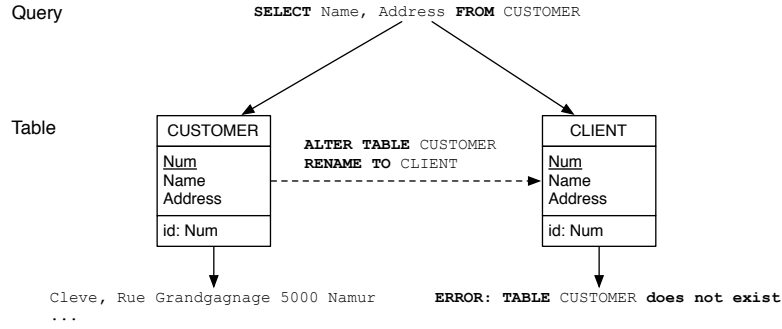 Query
SELECT Name, Address FROM CUSTOMER
Table
CUSTOMER
Num
Name
Address
id: Num
ALTER TABLE CUSTOMER
RENAME TO CLIENT
CLIENT
Num
Name
Address
id: Num
Cleve, Rue Grandgagnage 5000 Namur
...
ERROR: TABLE CUSTOMER does not exist